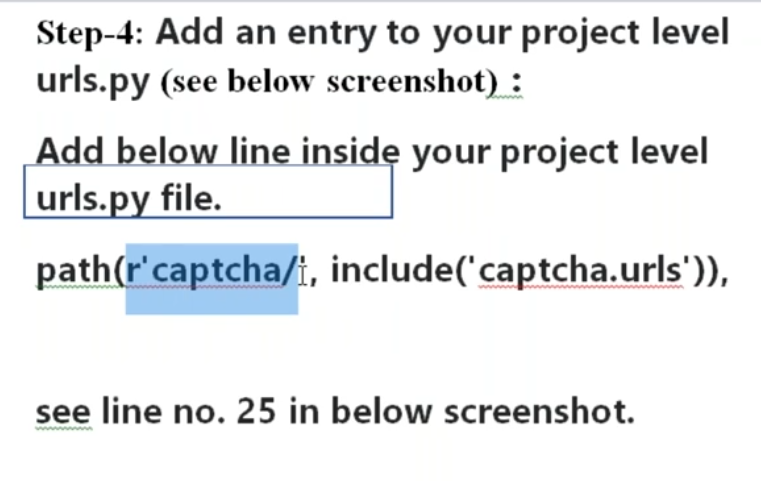 Step-4: Add an entry to your project level
urls.py (see below screenshot) :
Add below line inside your project level
urls.py file.
path(r'captcha/', include('captcha.urls')),
see line no. 25 in below screenshot.